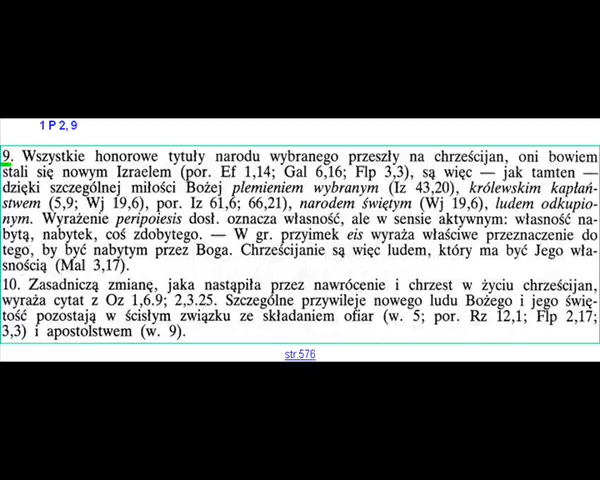 1 P 2, 9
9. Wszystkie honorowe tytuły narodu wybranego przeszły na chrześcijan, oni bowiem
stali się nowym Izraelem (por. Ef 1,14; Gal 6,16; Flp 3,3), są więc — jak tamten —
dzięki szczególnej miłości Bożej plemieniem wybranym (Iz 43,20), królewskim kapłań-
stwem (5,9; Wj 19,6), por. Iz 61,6; 66,21), narodem świętym (Wj 19,6), ludem odkupio-
nym. Wyrażenie peripoiesis dosł. oznacza własność, ale w sensie aktywnym: własność na-
bytą, nabytek, coś zdobytego. — W gr. przyimek eis wyraża właściwe przeznaczenie do
tego, by być nabytym przez Boga. Chrześcijanie są więc ludem, który ma być Jego wła-
snością (Mal 3,17).
10. Zasadniczą zmianę, jaka nastąpiła przez nawrócenie i chrzest w życiu chrześcijan,
wyraża cytat z Oz 1,6.9; 2,3.25. Szczególne przywileje nowego ludu Bożego i jego świę-
tość pozostają w ścisłym związku ze składaniem ofiar (w. 5; por. Rz 12,1; Flp 2,17;
3,3) i apostolstwem (w. 9).
str.576